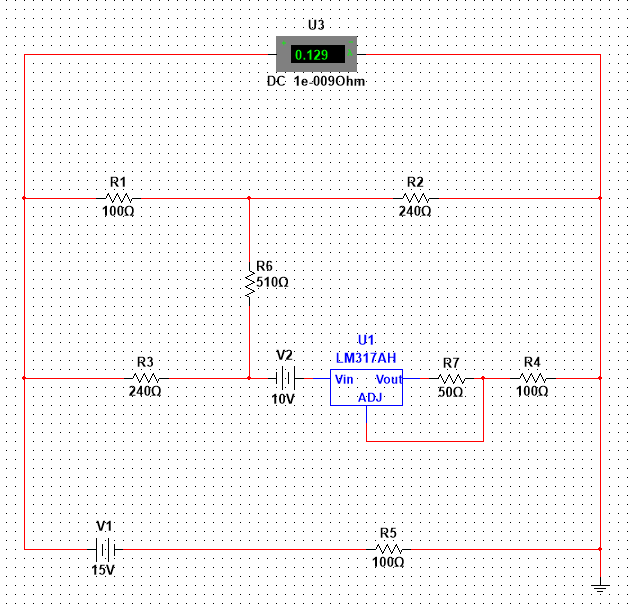 U3
0.129
DC 1e-009Ohm
R1
100Ω
R2
240Ω
R6
510Ω
U1
LM317AH
R3
240Ω
V2
10V
Vin Vout
ADJ
R7
50Ω
R4
100Ω
V1
15V
R5
100Ω